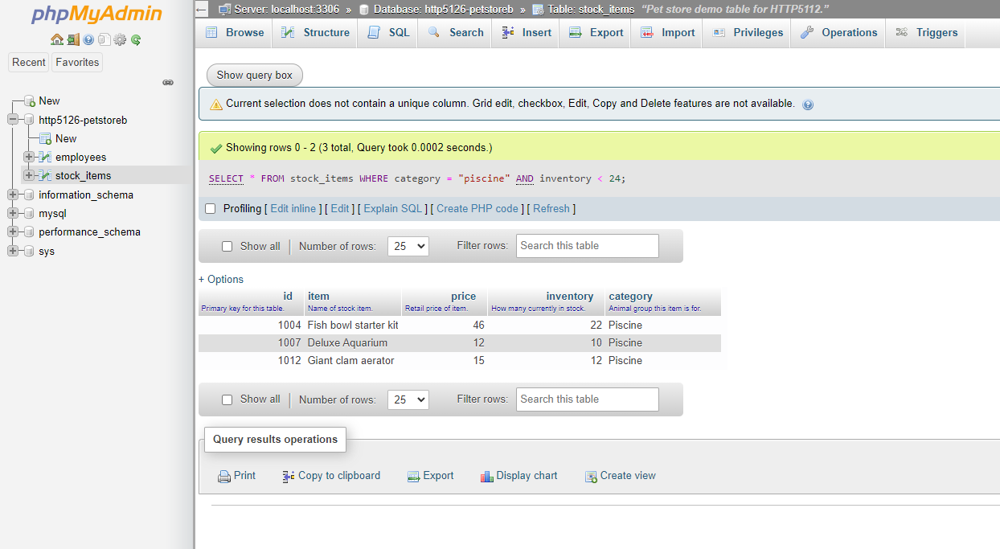 phpMyAdmin
Recent Favorites
New
http5126-petstoreb
New
employees
stock_items
information_schema
mysql
performance_schema
sys
Server: localhost:3306 » Database: http5126-petstoreb » Table: stock_items “Pet store demo table for HTTP5112.”
Browse Structure SQL Search Insert Export Import Privileges Operations Triggers
Show query box
Current selection does not contain a unique column. Grid edit, checkbox, Edit, Copy and Delete features are not available.
Showing rows 0 - 2 (3 total, Query took 0.0002 seconds.)
SELECT * FROM stock_items WHERE category = "piscine" AND inventory < 24;
Profiling [ Edit inline ] [ Edit ] [ Explain SQL ] [ Create PHP code ] [ Refresh ]
Show all Number of rows: 25 Filter rows: Search this table
+ Options
id item price inventory category
Primary key for this table. Name of stock item. Retail price of item. How many currently in stock. Animal group this item is for.
1004 Fish bowl starter kit 46 22 Piscine
1007 Deluxe Aquarium 12 10 Piscine
1012 Giant clam aerator 15 12 Piscine
Show all Number of rows: 25 Filter rows: Search this table
Query results operations
Print Copy to clipboard Export Display chart Create view